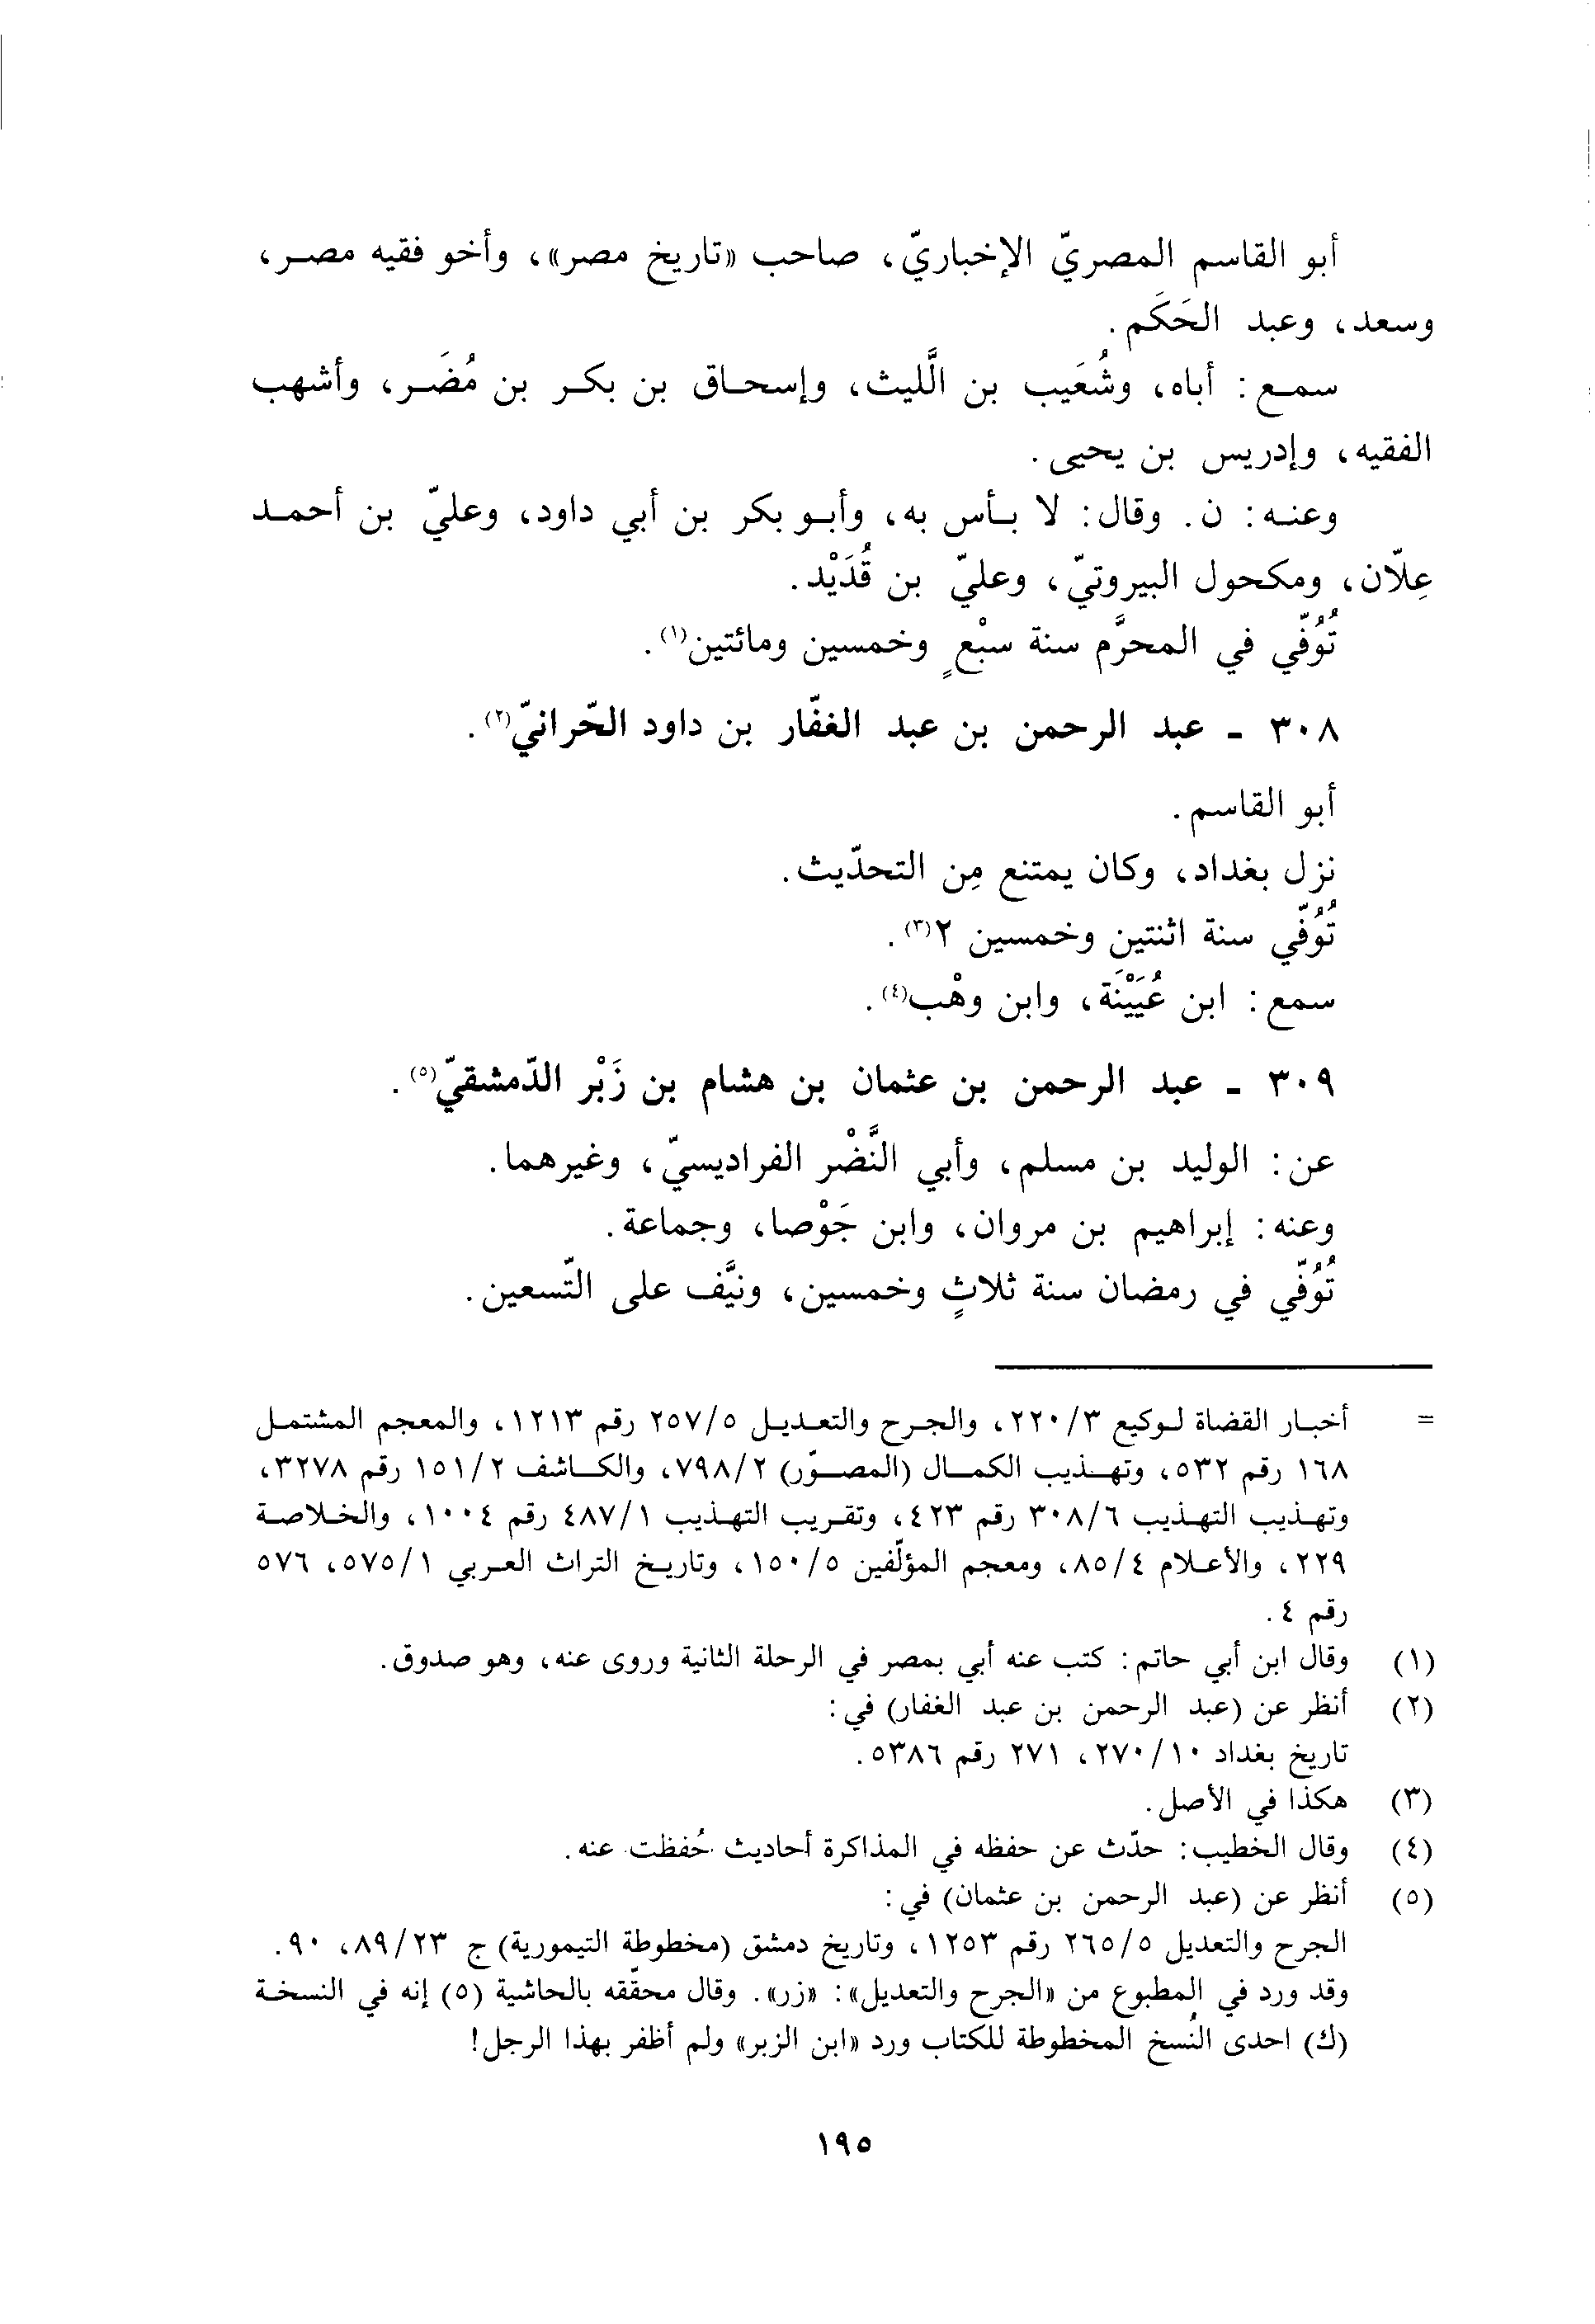 أبو القاسم المصريّ الإخباريّ، صاحب «تاريخ مصر»، وأخو فقيه مصر،
وسعد، وعبد الحَكَم.
سمع: أباه، وشُعَيب بن الَّليث، وإسحاق بن بكر بن مُضَر، وأشهب
الفقيه، وإدريس بن يحيى.
وعنه: ن. وقال: لا بأس به، وأبو بكر بن أبي داود، وعليّ بن أحمد
عِلّان، ومكحول البيروتيّ، وعليّ بن قُدَيْد.
تُوُفّي في المحرَّم سنة سبْعٍ وخمسين ومائتين(١).
٣٠٨ - عبد الرحمن بن عبد الغفّار بن داود الحّرانيّ(٢).
أبو القاسم.
نزل بغداد، وكان يمتنع مِن التحدّيث.
تُوُفّي سنة اثنتين وخمسين ٢(٣).
سمع: ابن عُيَيْنَة، وابن وهْب(٤).
٣٠٩ - عبد الرحمن بن عثمان بن هشام بن زَبْر الدّمشقيّ(٥).
عن: الوليد بن مسلم، وأبي النَّضْر الفراديسيّ، وغيرهما.
وعنه: إبراهيم بن مروان، وابن جَوْصا، وجماعة.
تُوُفّي في رمضان سنة ثلاثٍ وخمسين، ونيَّف على التّسعين.
= أخبار القضاة لوكيع ٢٢٠/٣، والجرح والتعديل ٢٥٧/٥ رقم ١٢١٣، والمعجم المشتمل
١٦٨ رقم ٥٣٢، وتهذيب الكمال (المصوّر) ٧٩٨/٢، والكاشف ١٥١/٢ رقم ٣٢٧٨،
وتهذيب التهذيب ٣٠٨/٦ رقم ٤٢٣، وتقريب التهذيب ٤٨٧/١ رقم ١٠٠٤، والخلاصة
٢٢٩، والأعلام ٨٥/٤، ومعجم المؤلّفين ١٥٠/٥، وتاريخ التراث العربي ٥٧٥/١، ٥٧٦
رقم ٤.
(١) وقال ابن أبي حاتم: كتب عنه أبي بمصر في الرحلة الثانية وروى عنه، وهو صدوق.
(٢) أنظر عن (عبد الرحمن بن عبد الغفار) في:
تاريخ بغداد ٢٧٠/١٠، ٢٧١ رقم ٥٣٨٦.
(٣) هكذا في الأصل.
(٤) وقال الخطيب: حدّث عن حفظه في المذاكرة أحاديث حُفظت عنه.
(٥) أنظر عن (عبد الرحمن بن عثمان) في:
الجرح والتعديل ٢٦٥/٥ رقم ١٢٥٣، وتاريخ دمشق (مخطوطة التيمورية) ج ٨٩/٢٣، ٩٠.
وقد ورد في المطبوع من «الجرح والتعديل»: «زر». وقال محقّقه بالحاشية (٥) إنه في النسخة
(ك) احدى النُسخ المخطوطة للكتاب ورد «ابن الزبر» ولم أظفر بهذا الرجل!
١٩٥